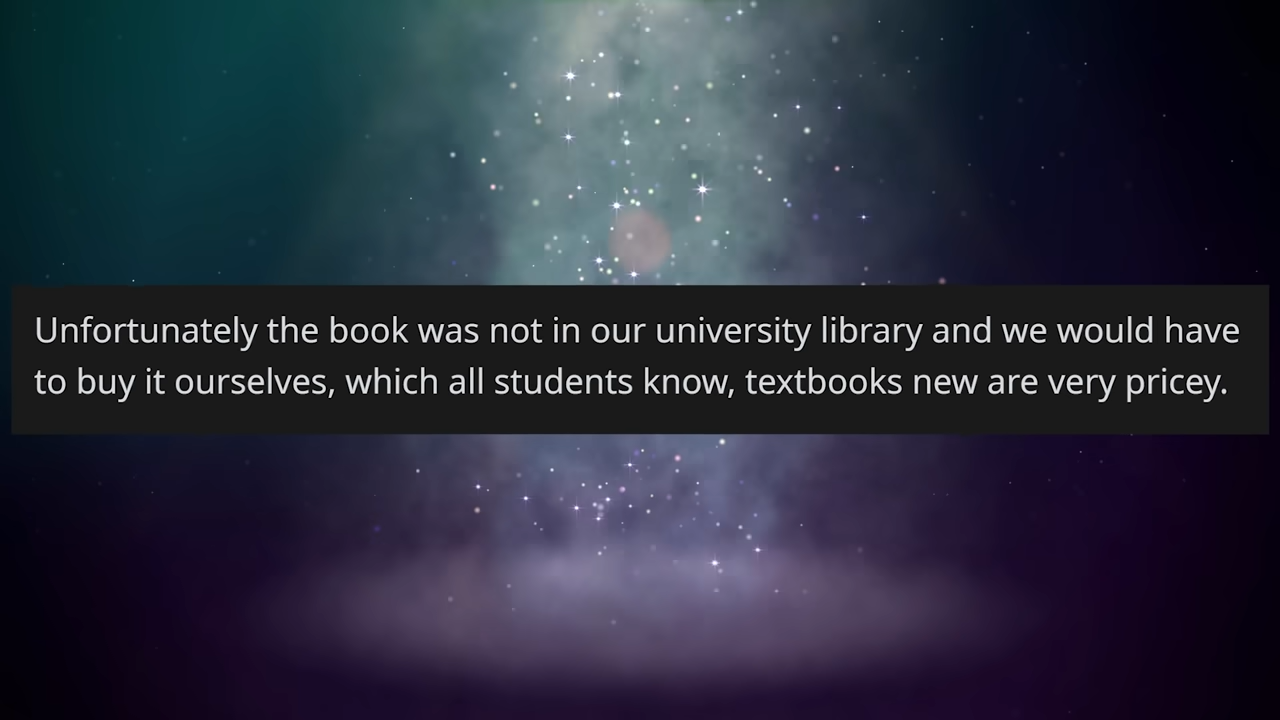 Unfortunately the book was not in our university library and we would have
to buy it ourselves, which all students know, textbooks new are very pricey.